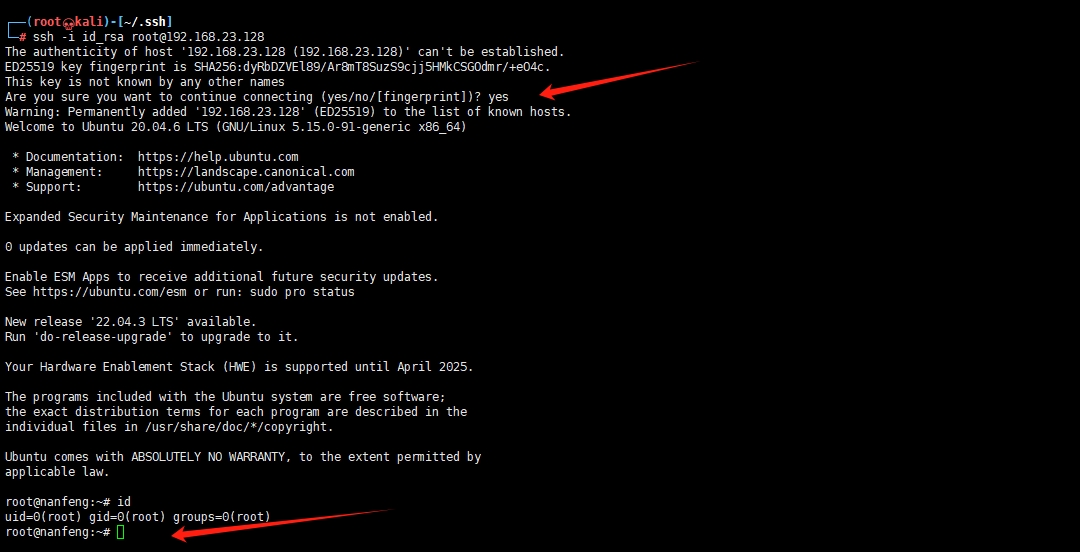 ┌──(root㉿kali)-[~/.ssh]
└─# ssh -i id_rsa root@192.168.23.128
The authenticity of host '192.168.23.128 (192.168.23.128)' can't be established.
ED25519 key fingerprint is SHA256:dyRbDZVEl89/Ar8mT8SuzS9cjj5HMkCSGOdmr/+eO4c.
This key is not known by any other names
Are you sure you want to continue connecting (yes/no/[fingerprint])? yes
Warning: Permanently added '192.168.23.128' (ED25519) to the list of known hosts.
Welcome to Ubuntu 20.04.6 LTS (GNU/Linux 5.15.0-91-generic x86_64)
* Documentation:  https://help.ubuntu.com
* Management:     https://landscape.canonical.com
* Support:        https://ubuntu.com/advantage
Expanded Security Maintenance for Applications is not enabled.
0 updates can be applied immediately.
Enable ESM Apps to receive additional future security updates.
See https://ubuntu.com/esm or run: sudo pro status
New release '22.04.3 LTS' available.
Run 'do-release-upgrade' to upgrade to it.
Your Hardware Enablement Stack (HWE) is supported until April 2025.
The programs included with the Ubuntu system are free software;
the exact distribution terms for each program are described in the
individual files in /usr/share/doc/*/copyright.
Ubuntu comes with ABSOLUTELY NO WARRANTY, to the extent permitted by
applicable law.
root@nanfeng:~# id
uid=0(root) gid=0(root) groups=0(root)
root@nanfeng:~#